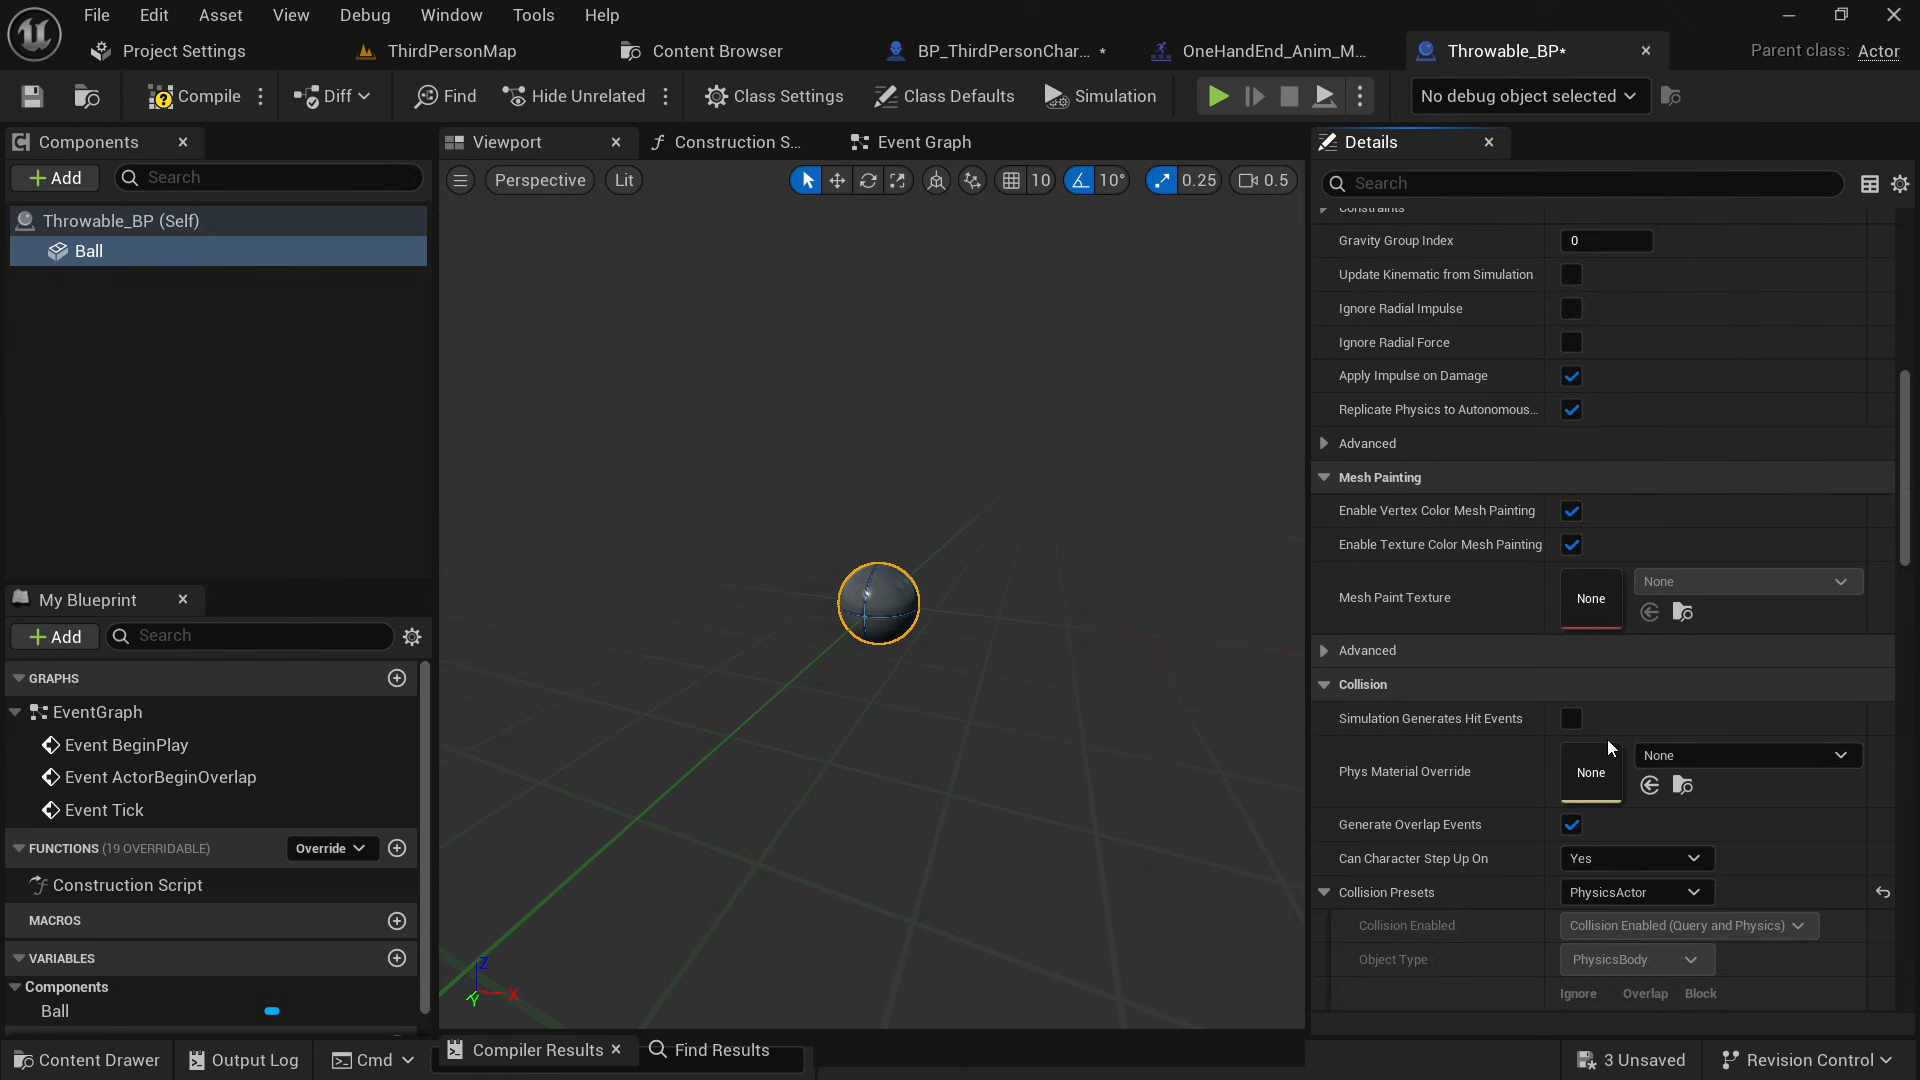 File Edit Asset View Debug Window Tools Help
Project Settings ThirdPersonMap Content Browser BP_ThirdPersonChar... * OneHandEnd_Anim_M... Throwable_BP* Parent class: Actor
Compile Diff Find Hide Unrelated Class Settings Class Defaults Simulation No debug object selected
Components
Add Search
Throwable_BP (Self)
Ball
My Blueprint
Add Search
GRAPHS
EventGraph
Event BeginPlay
Event ActorBeginOverlap
Event Tick
FUNCTIONS (19 OVERRIDABLE) Override
Construction Script
MACROS
VARIABLES
Components
Ball
Viewport Construction S... Event Graph
Perspective Lit 10 10° 0.25 0.5
Z
Y X
Compiler Results Find Results
Details
Search
Constraints
Gravity Group Index 0
Update Kinematic from Simulation
Ignore Radial Impulse
Ignore Radial Force
Apply Impulse on Damage
Replicate Physics to Autonomous...
Advanced
Mesh Painting
Enable Vertex Color Mesh Painting
Enable Texture Color Mesh Painting
Mesh Paint Texture None None
Advanced
Collision
Simulation Generates Hit Events
Phys Material Override None None
Generate Overlap Events
Can Character Step Up On Yes
Collision Presets PhysicsActor
Collision Enabled Collision Enabled (Query and Physics)
Object Type PhysicsBody
Ignore Overlap Block
Content Drawer Output Log Cmd 3 Unsaved Revision Control